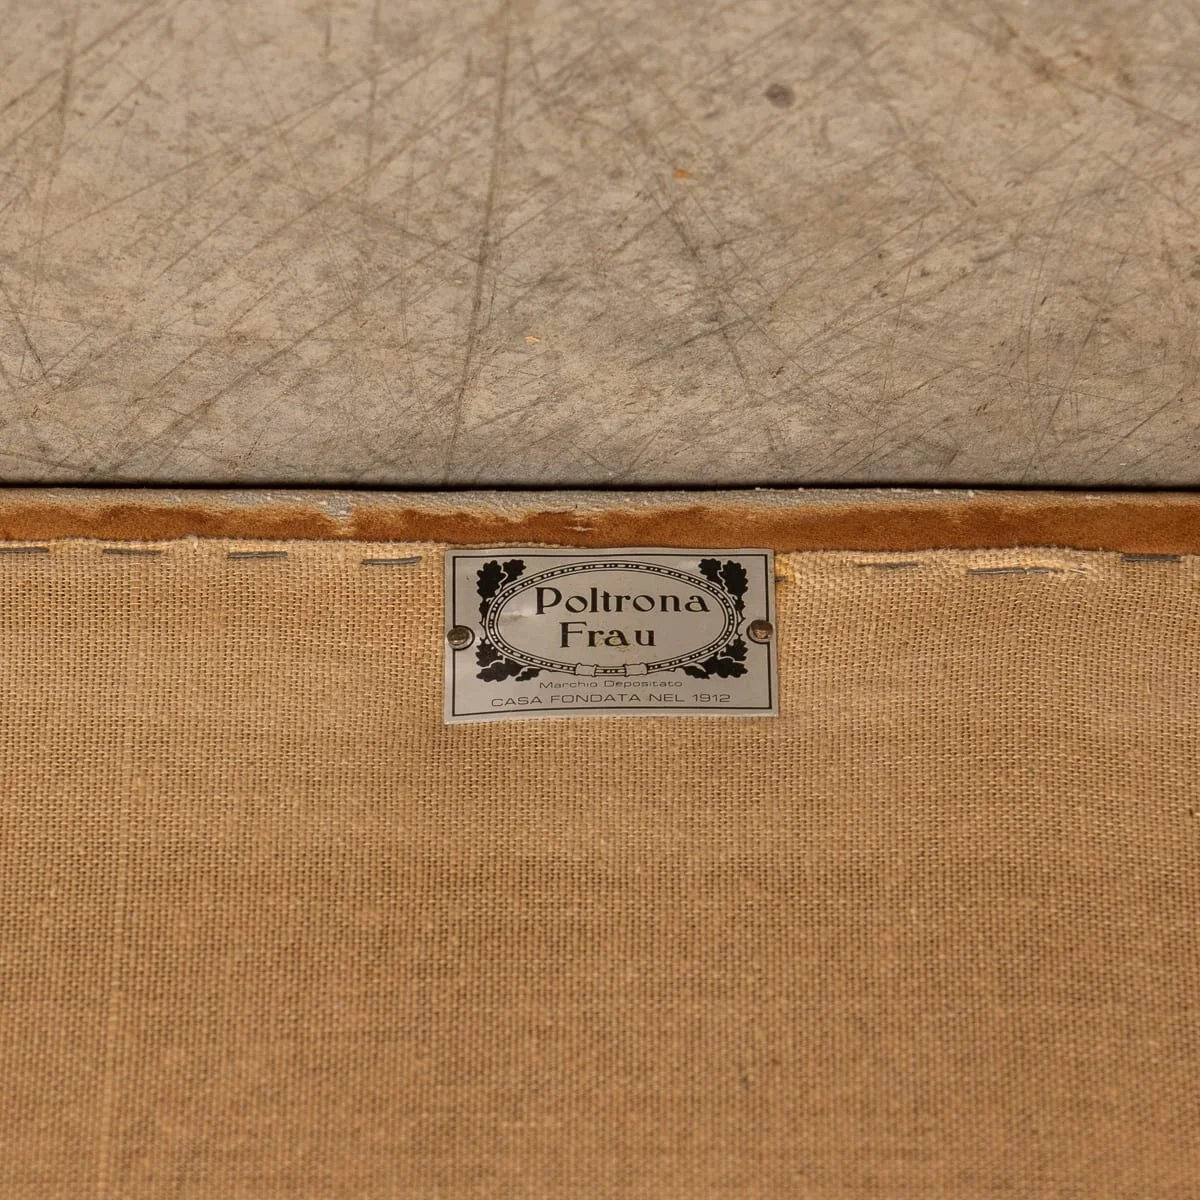 Poltrona
Frau
Marchio Depositato
CASA FONDATA NEL 1912